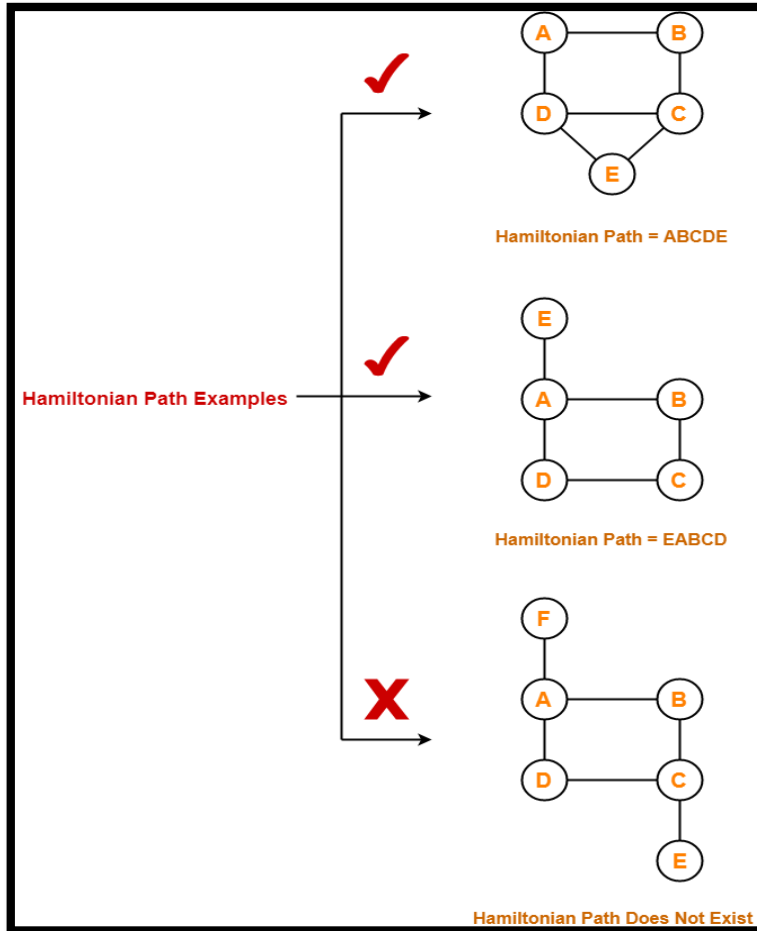 A B
D C
E
Hamiltonian Path = ABCDE
E
Hamiltonian Path Examples
A B
D C
Hamiltonian Path = EABCD
F
A B
D C
E
Hamiltonian Path Does Not Exist